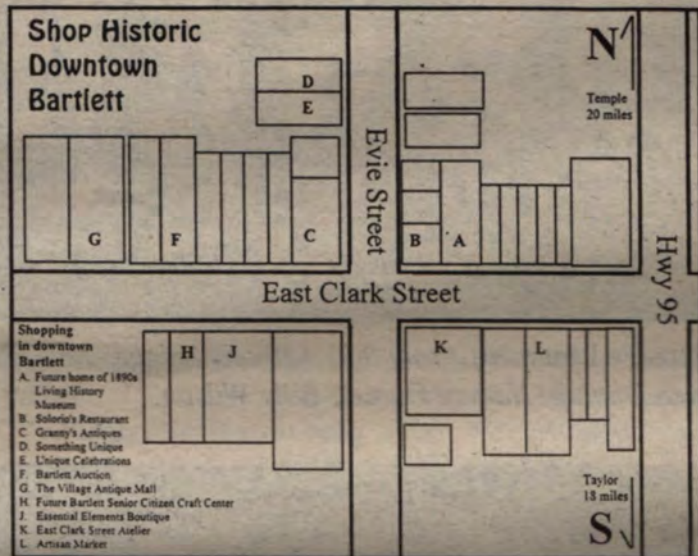 Shop Historic
Downtown
Bartlett
D
E
G
F
C
Evie Street
N
Temple
20 miles
B
A
Hwy 95
East Clark Street
Shopping
in downtown
Bartlett
A. Future home of 1890s
Living History
Museum
B. Solorio's Restaurant
C. Granny's Antiques
D. Something Unique
E. Unique Celebrations
F. Bartlett Auction
G. The Village Antique Mall
H. Future Bartlett Senior Citizen Craft Center
J. Essential Elements Boutique
K. East Clark Street Atelier
L. Artisan Market
H
J
K
L
Taylor
18 miles
S